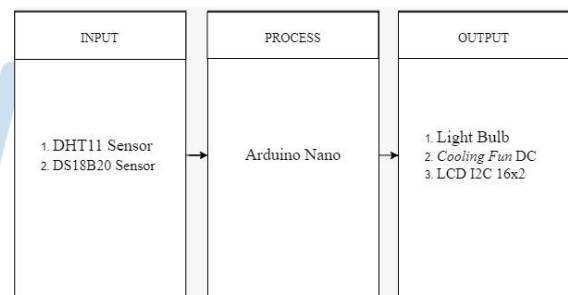 INPUT
1. DHT11 Sensor
2. DS18B20 Sensor
PROCESS
Arduino Nano
OUTPUT
1. Light Bulb
2. Cooling Fun DC
3. LCD I2C 16x2